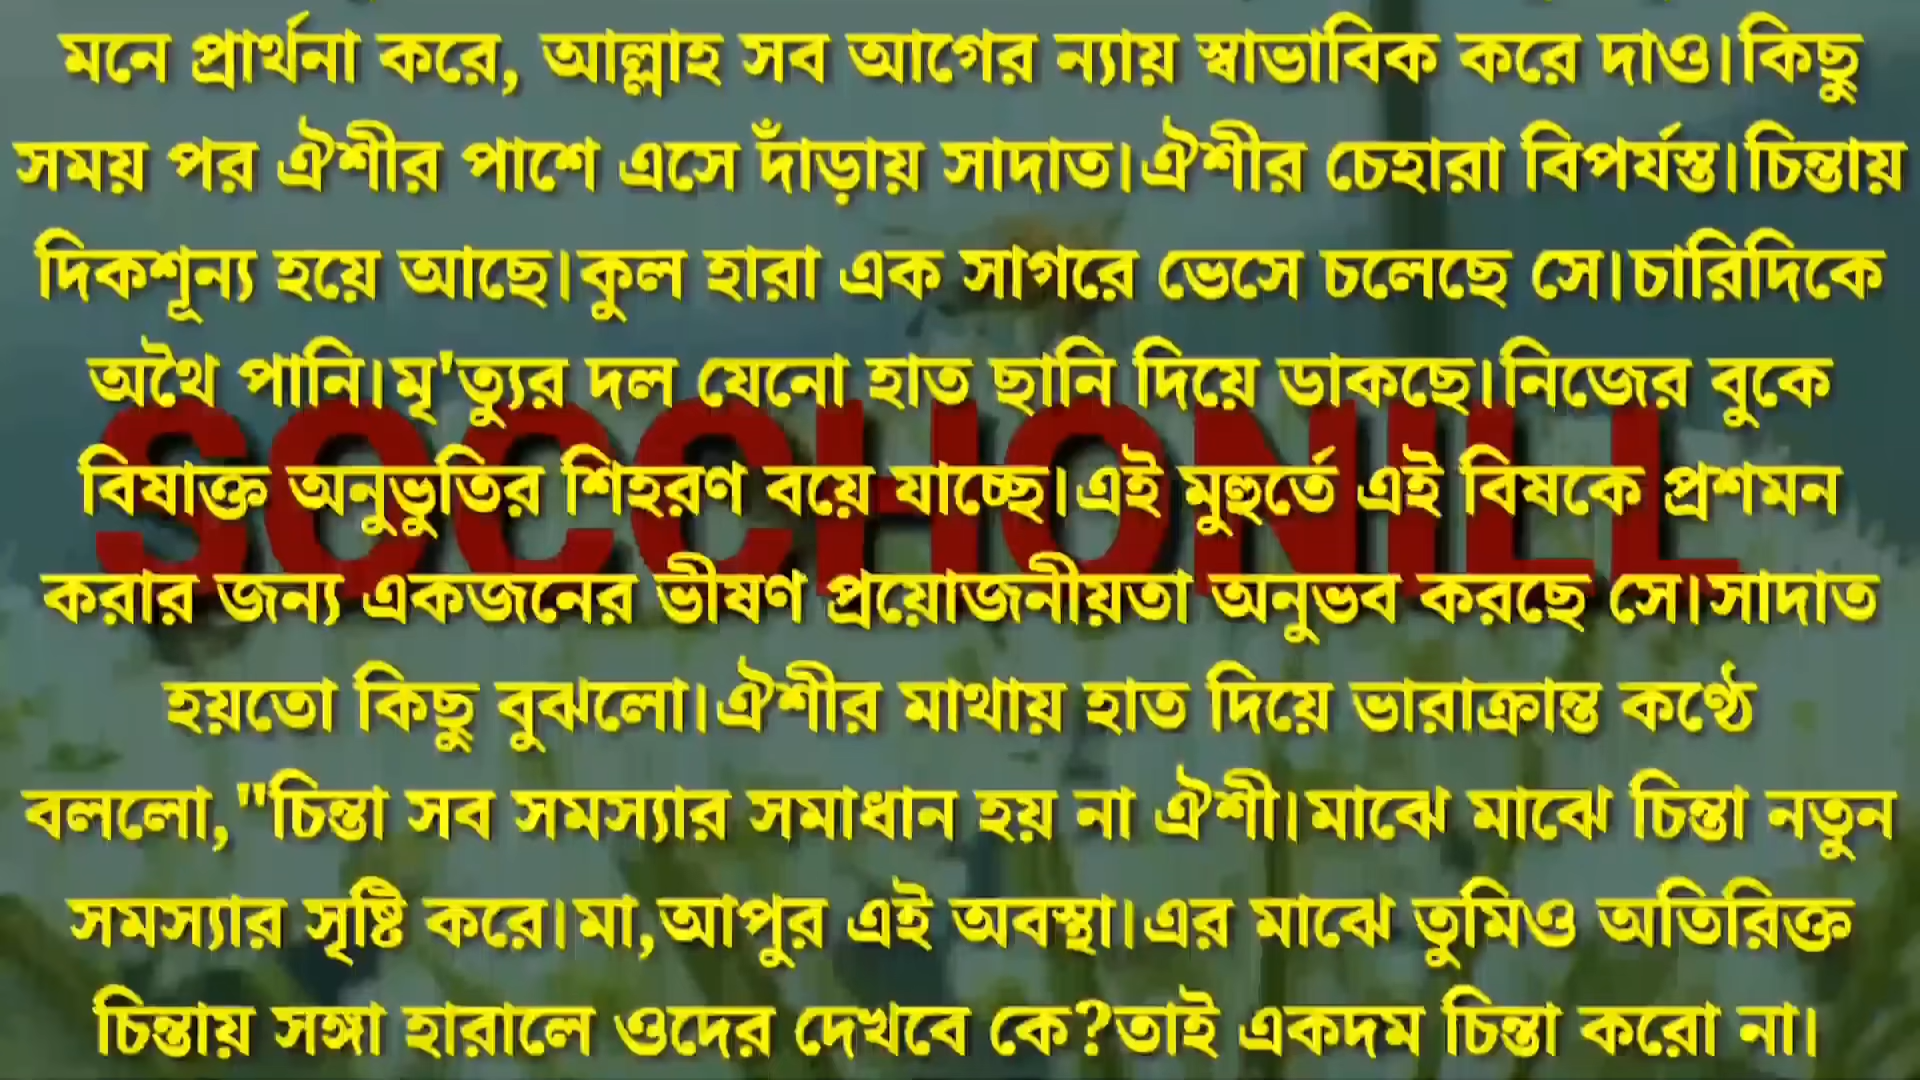 মনে প্রার্থনা করে, আল্লাহ সব আগের ন্যায় স্বাভাবিক করে দাও।কিছু
সময় পর ঐশীর পাশে এসে দাঁড়ায় সাদাত।ঐশীর চেহারা বিপর্যস্ত।চিন্তায়
দিকশূন্য হয়ে আছে।কুল হারা এক সাগরে ভেসে চলেছে সে।চারিদিকে
অথৈ পানি।মৃ'ত্যুর দল যেনো হাত ছানি দিয়ে ডাকছে।নিজের বুকে
বিষাক্ত অনুভুতির শিহরণ বয়ে যাচ্ছে।এই মুহুর্তে এই বিষকে প্রশমন
SOCCHONILL
করার জন্য একজনের ভীষণ প্রয়োজনীয়তা অনুভব করছে সে।সাদাত
হয়তো কিছু বুঝলো।ঐশীর মাথায় হাত দিয়ে ভারাক্রান্ত কণ্ঠে
বললো,"চিন্তা সব সমস্যার সমাধান হয় না ঐশী।মাঝে মাঝে চিন্তা নতুন
সমস্যার সৃষ্টি করে।মা,আপুর এই অবস্থা।এর মাঝে তুমিও অতিরিক্ত
চিন্তায় সঙ্গা হারালে ওদের দেখবে কে?তাই একদম চিন্তা করো না।